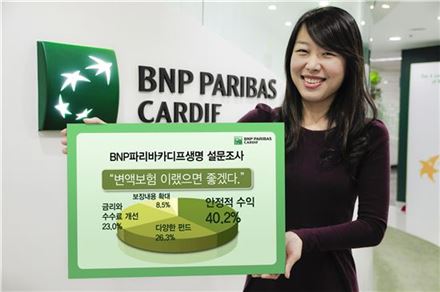 BNP PARIBAS
CARDIF
BNP PARIBAS
CARDIF
BNP파리바카디프생명 설문조사
“변액보험 이랬으면 좋겠다.”
보장내용 확대
8.5%
안정적 수익
40.2%
금리와
수수료 개선
23.0%
다양한 펀드
26.3%